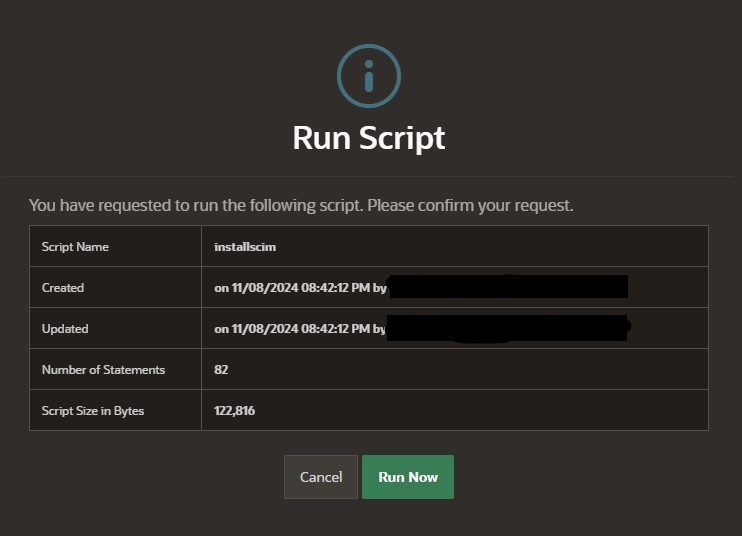 Run Script
You have requested to run the following script. Please confirm your request.
Script Name installscim
Created on 11/08/2024 08:42:12 PM by
Updated on 11/08/2024 08:42:12 PM by
Number of Statements 82
Script Size in Bytes 122,816
Cancel Run Now